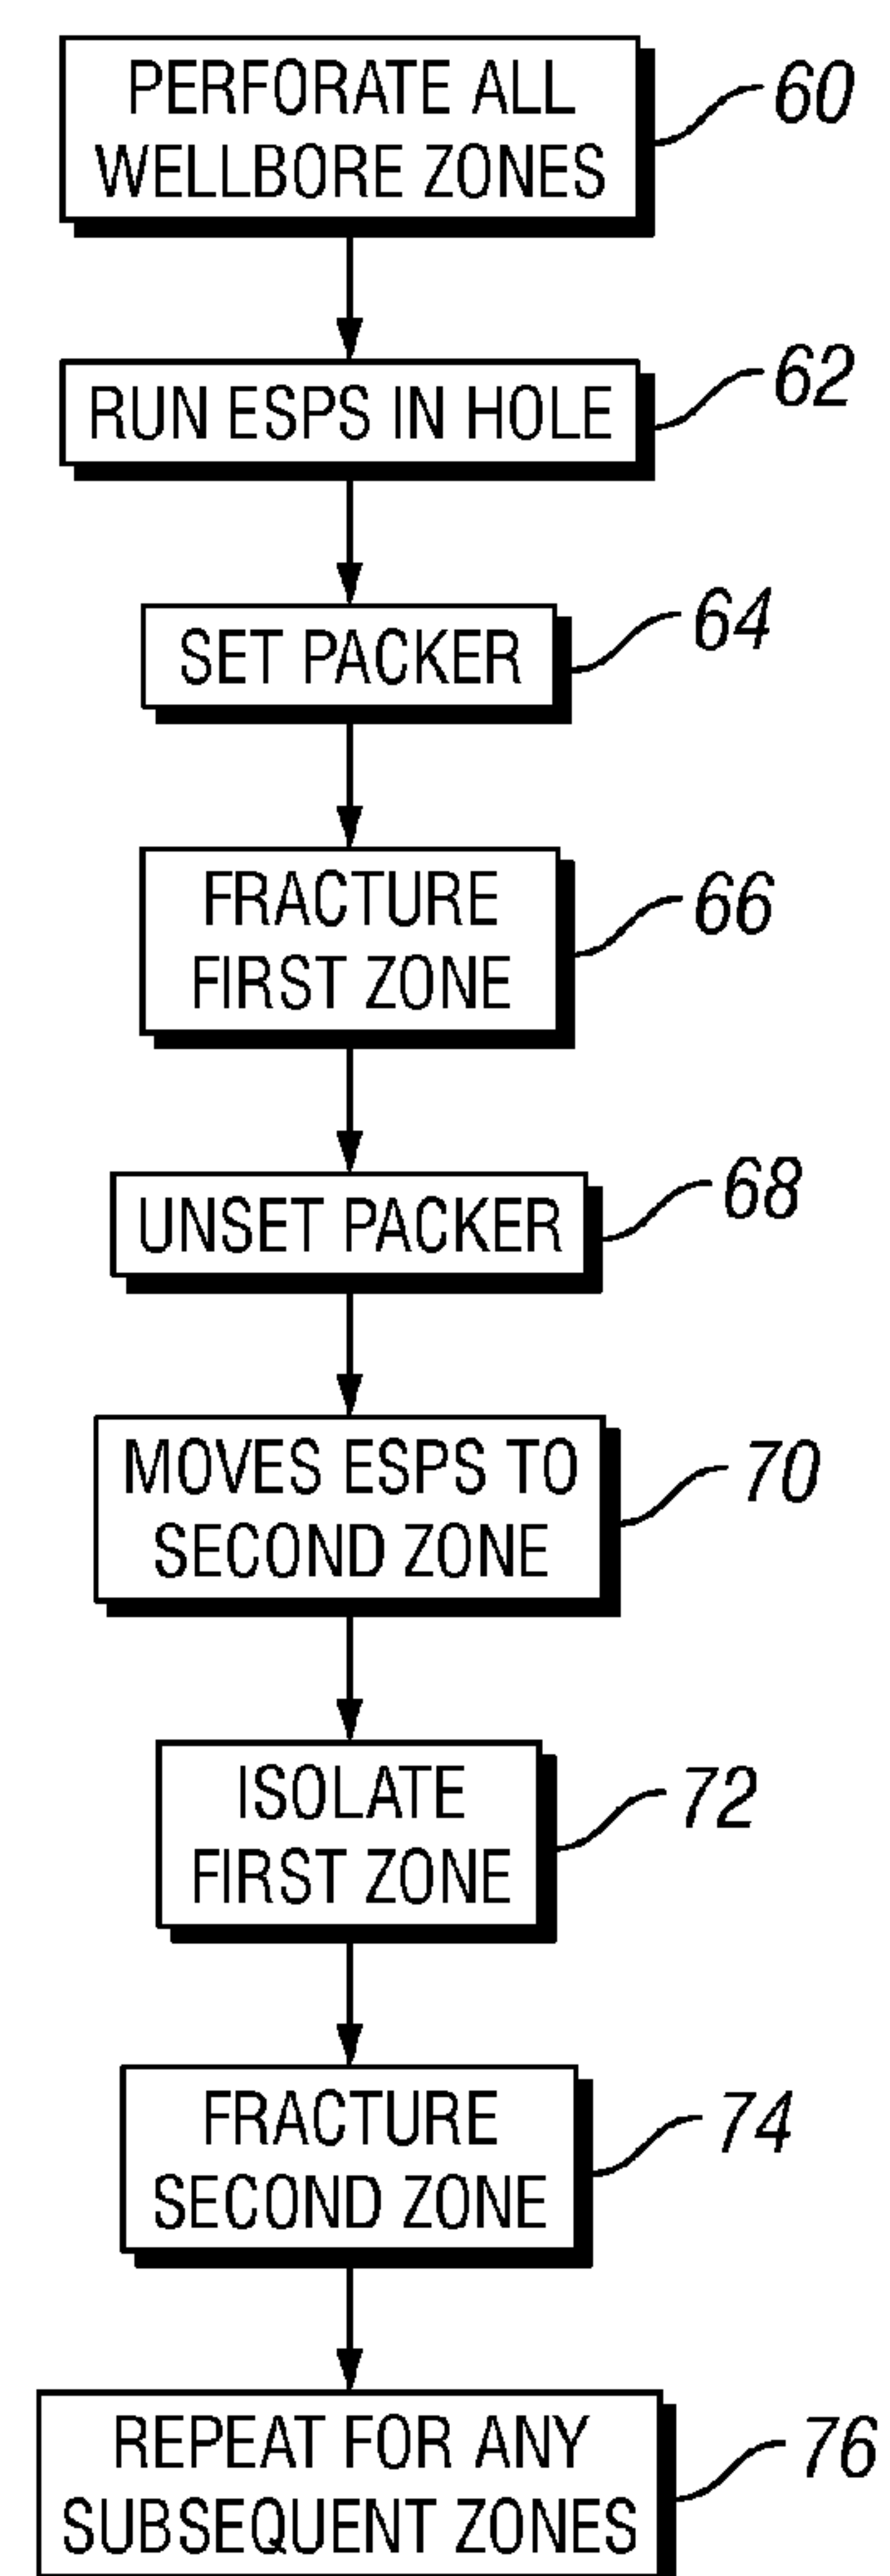 PERFORATE ALL
WELLBORE ZONES
60
RUN ESPS IN HOLE
62
SET PACKER
64
FRACTURE
FIRST ZONE
66
UNSET PACKER
68
MOVES ESPS TO
SECOND ZONE
70
ISOLATE
FIRST ZONE
72
FRACTURE
SECOND ZONE
74
REPEAT FOR ANY
SUBSEQUENT ZONES
76